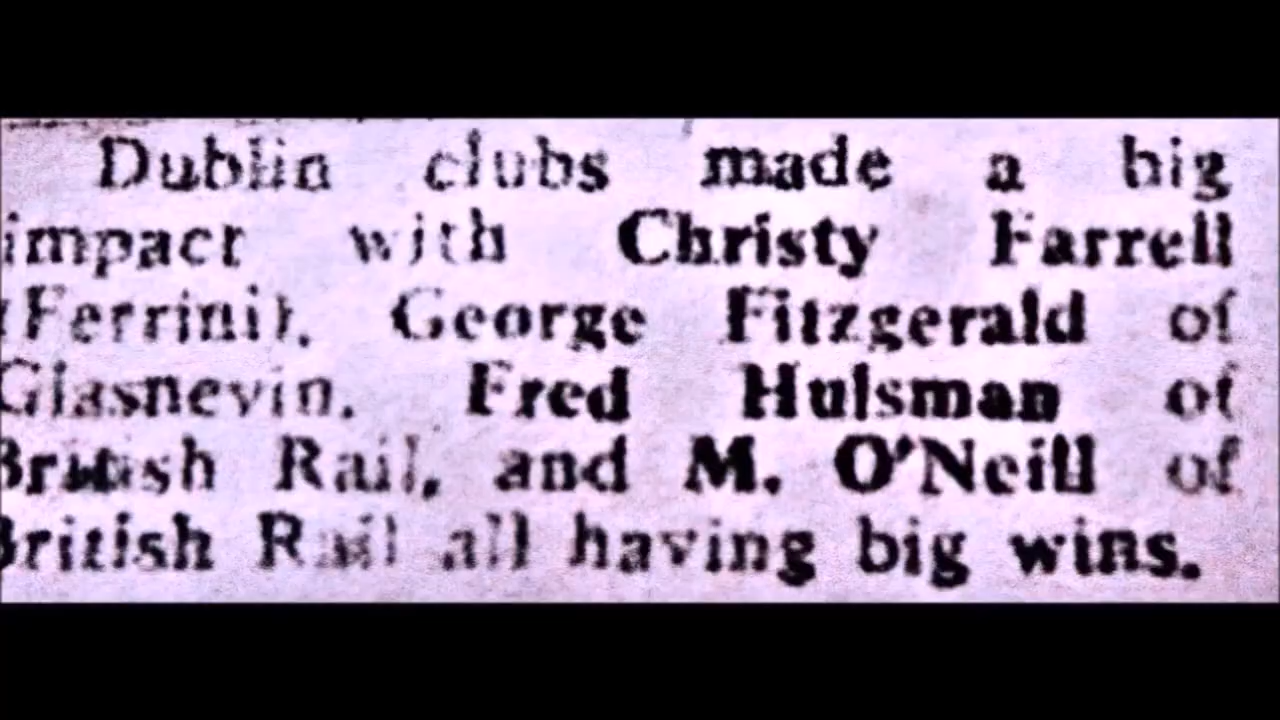 Dublin clubs made a big
impact with Christy Farrell
(Ferrini), George Fitzgerald of
Glasnevin, Fred Hulsman of
British Rail, and M. O'Neill of
British Rail all having big wins.